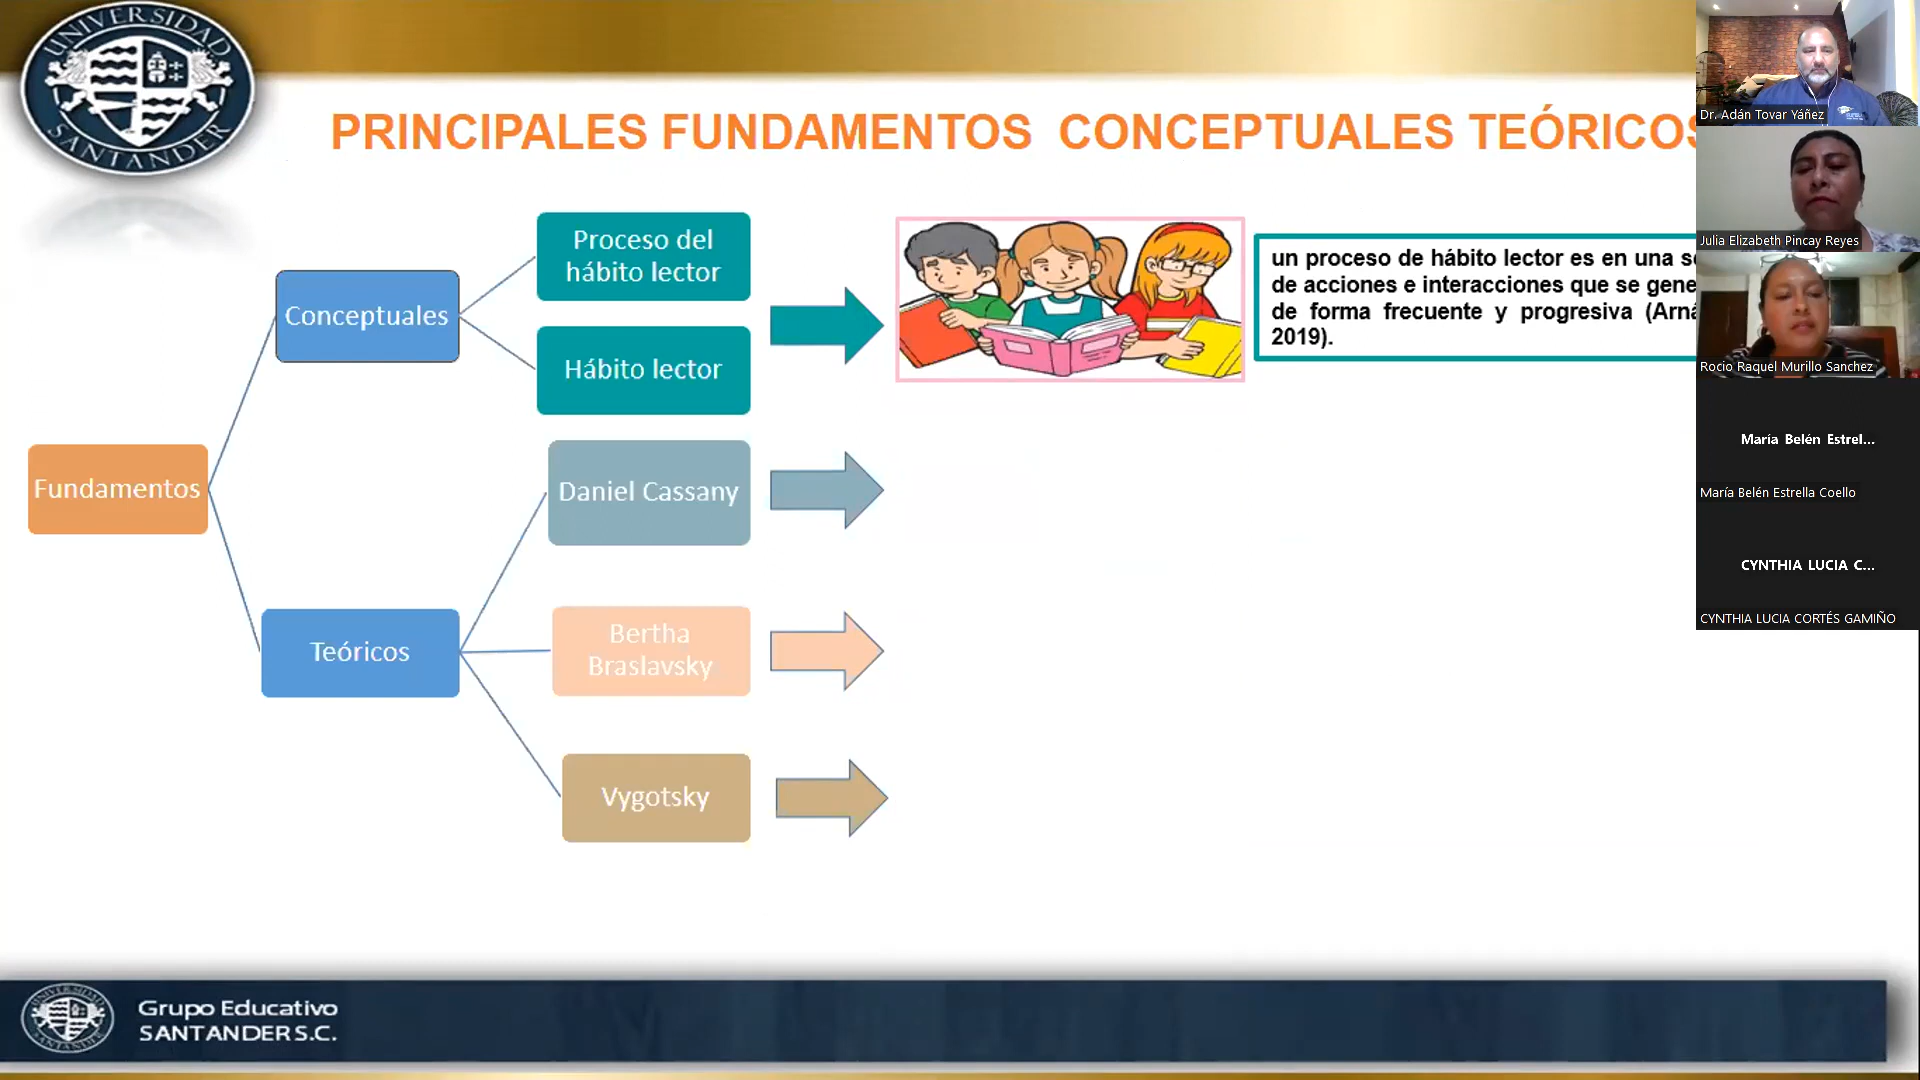 UNIVERSIDAD
SANTANDER
PRINCIPALES FUNDAMENTOS CONCEPTUALES TEÓRICOS
Proceso del
hábito lector
Conceptuales
Hábito lector
un proceso de hábito lector es en una
de acciones e interacciones que se
de forma frecuente y progresiva
2019).
Fundamentos
Daniel Cassany
Teóricos
Bertha
Braslavsky
Vygotsky
Dr. Adán Tovar Yáñez
Julia Elizabeth Pincay Reyes
Rocio Raquel Murillo Sanchez
María Belén Estrel...
María Belén Estrella Coello
CYNTHIA LUCIA C...
CYNTHIA LUCIA CORTÉS GAMIÑO
Grupo Educativo
SANTANDER S.C.